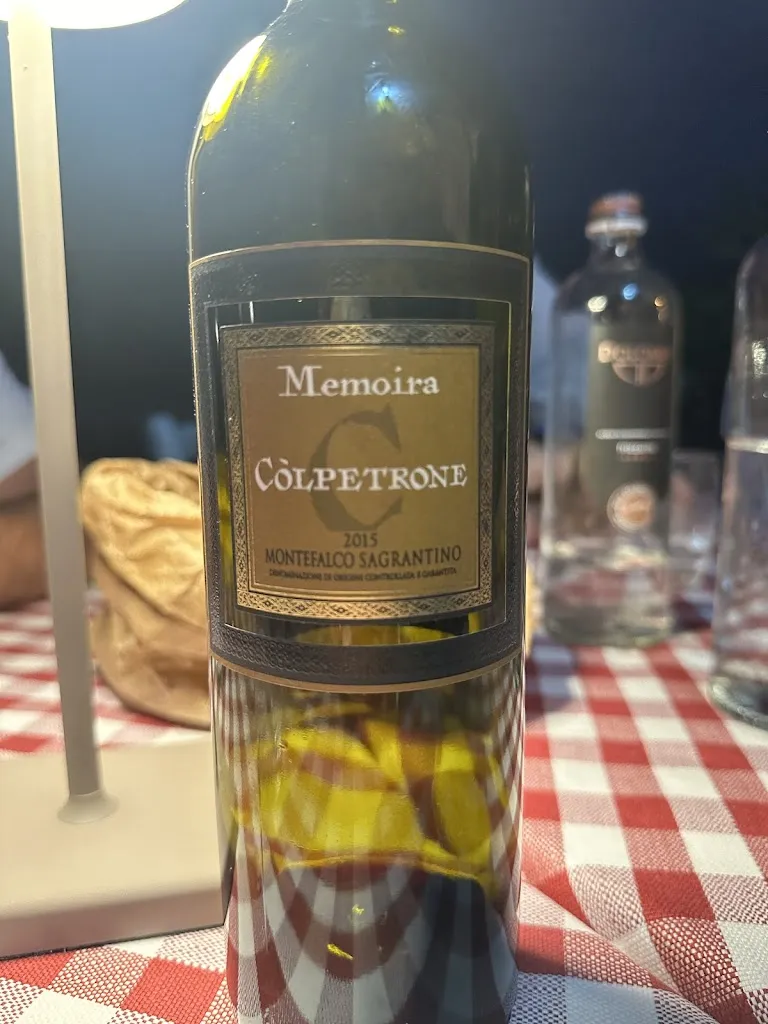 Memoira
CÒLPETRONE
2015
MONTEFALCO SAGRANTINO
DENOMINAZIONE DI ORIGINE CONTROLLATA E GARANTITA